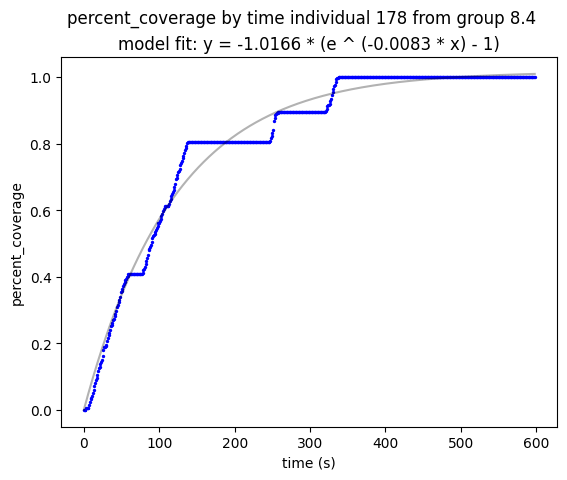 percent_coverage by time individual 178 from group 8.4
model fit: y = -1.0166 * (e ^ (-0.0083 * x) - 1)
1.0
0.8
0.6
0.4
0.2
0.0
percent_coverage
0 100 200 300 400 500 600
time (s)